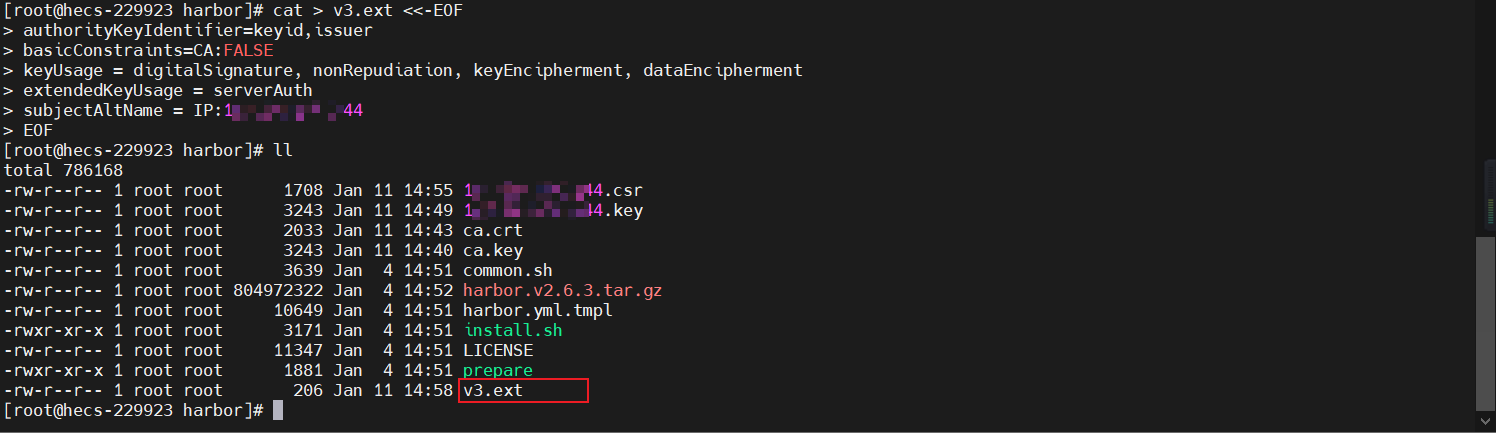 [root@hecs-229923 harbor]# cat > v3.ext <<-EOF
> authorityKeyIdentifier=keyid,issuer
> basicConstraints=CA:FALSE
> keyUsage = digitalSignature, nonRepudiation, keyEncipherment, dataEncipherment
> extendedKeyUsage = serverAuth
> subjectAltName = IP:1 44
> EOF
[root@hecs-229923 harbor]# ll
total 786168
-rw-r--r-- 1 root root 1708 Jan 11 14:55 1 44.csr
-rw-r--r-- 1 root root 3243 Jan 11 14:49 1 44.key
-rw-r--r-- 1 root root 2033 Jan 11 14:43 ca.crt
-rw-r--r-- 1 root root 3243 Jan 11 14:40 ca.key
-rw-r--r-- 1 root root 3639 Jan 4 14:51 common.sh
-rw-r--r-- 1 root root 804972322 Jan 4 14:52 harbor.v2.6.3.tar.gz
-rw-r--r-- 1 root root 10649 Jan 4 14:51 harbor.yml.tmpl
-rwxr-xr-x 1 root root 3171 Jan 4 14:51 install.sh
-rw-r--r-- 1 root root 11347 Jan 4 14:51 LICENSE
-rwxr-xr-x 1 root root 1881 Jan 4 14:51 prepare
-rw-r--r-- 1 root root 206 Jan 11 14:58 v3.ext
[root@hecs-229923 harbor]#